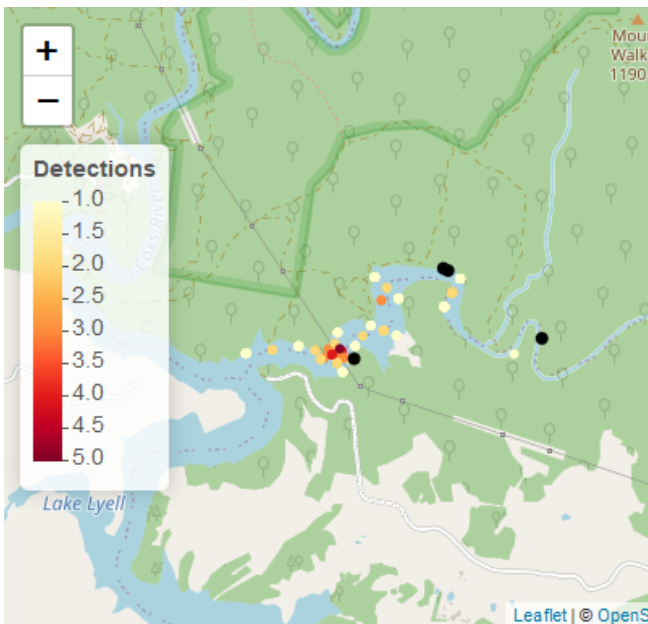 +
−
Moun
Walk
1190
Detections
1.0
1.5
2.0
2.5
3.0
3.5
4.0
4.5
5.0
Coxs River
Lake Lyell
Leaflet | © OpenS